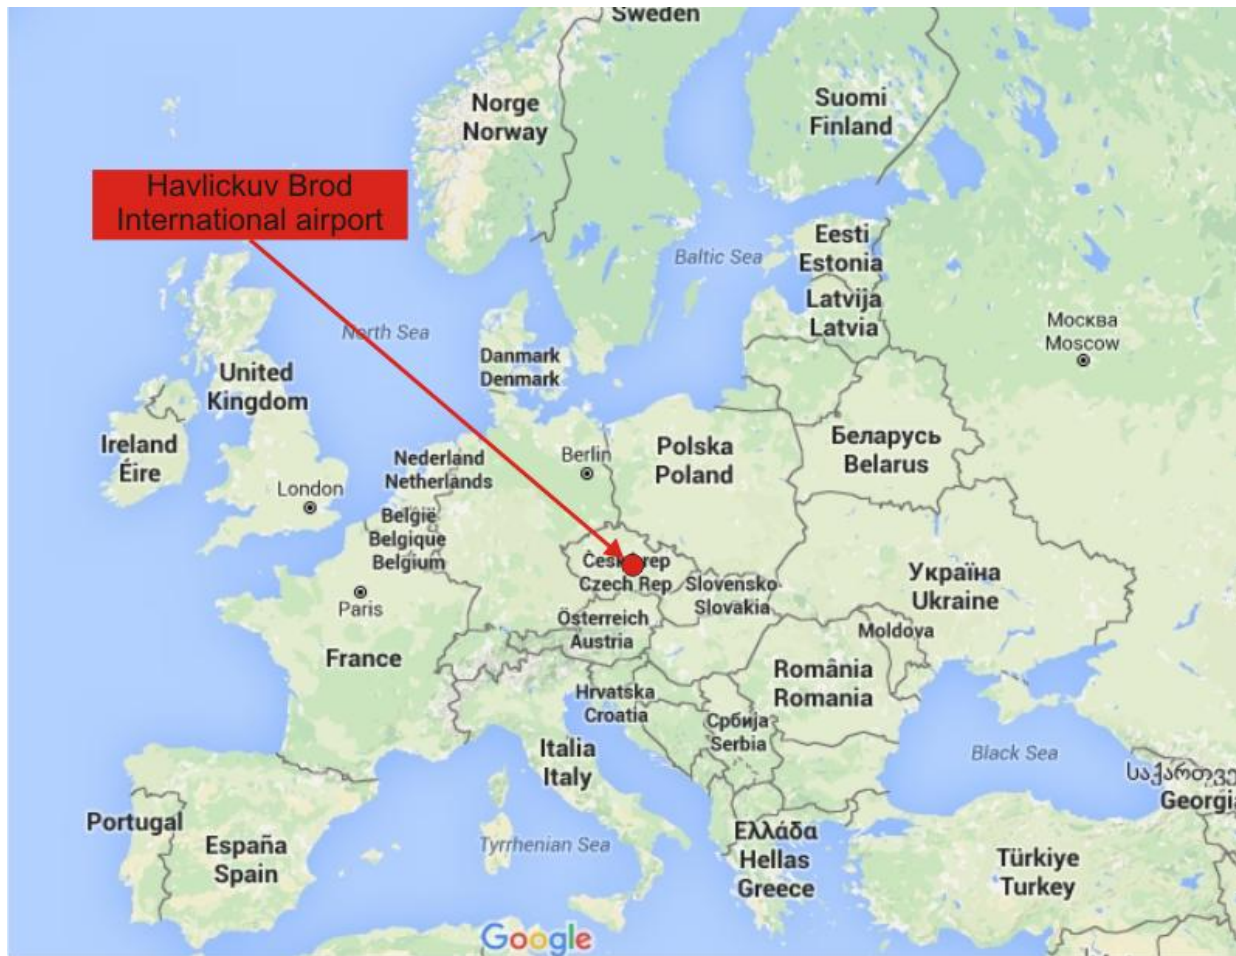 Sweden
Norge
Norway
Suomi
Finland
Havlickuv Brod
International airport
Eesti
Estonia
Baltic Sea
Latvija
Latvia
Москва
Moscow
North Sea
Danmark
Denmark
United
Kingdom
Ireland
Éire
Nederland
Netherlands
Berlin
Polska
Poland
Беларусь
Belarus
London
België
Belgique
Belgium
Paris
rep
Czech Rep
Slovensko
Slovakia
Україна
Ukraine
Österreich
Austria
Moldova
France
România
Romania
Hrvatska
Croatia
Србија
Serbia
Italia
Italy
Black Sea
Georgia
Portugal
España
Spain
Tyrrhenian Sea
Ελλάδα
Hellas
Greece
Türkiye
Turkey
Google